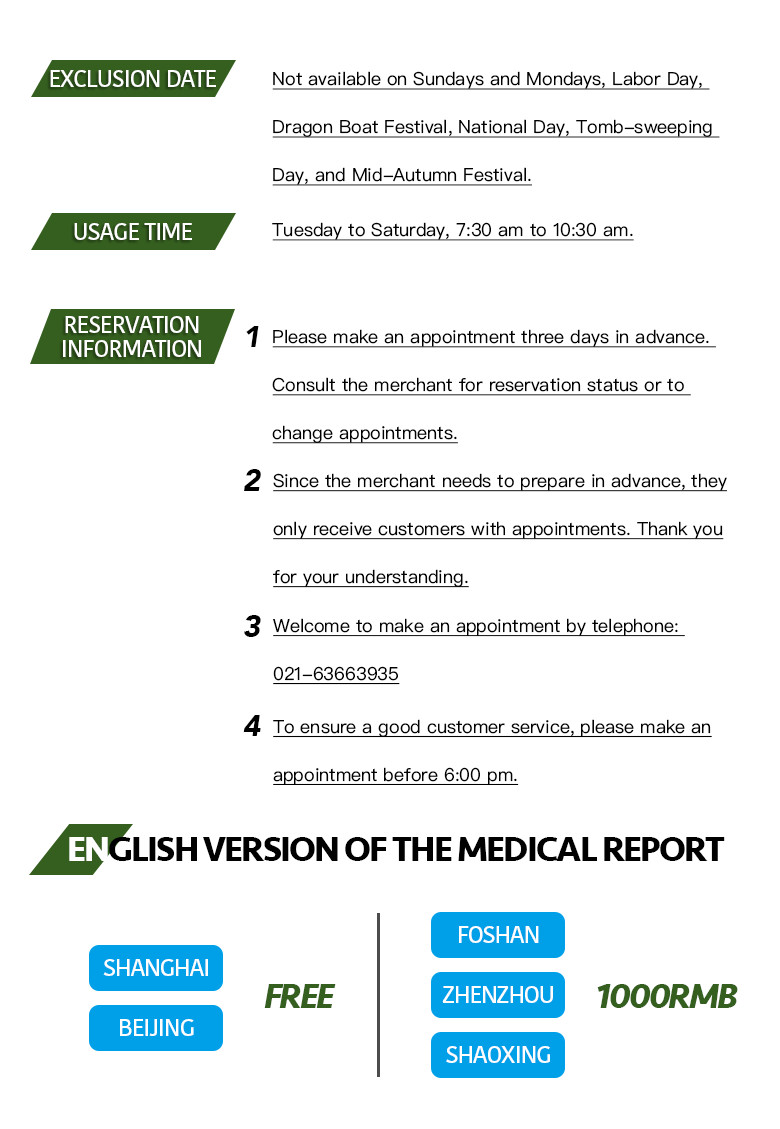 EXCLUSION DATE
Not available on Sundays and Mondays, Labor Day,
Dragon Boat Festival, National Day, Tomb-sweeping
Day, and Mid-Autumn Festival.
USAGE TIME
Tuesday to Saturday, 7:30 am to 10:30 am.
RESERVATION
INFORMATION
1 Please make an appointment three days in advance.
Consult the merchant for reservation status or to
change appointments.
2 Since the merchant needs to prepare in advance, they
only receive customers with appointments. Thank you
for your understanding.
3 Welcome to make an appointment by telephone:
021-63663935
4 To ensure a good customer service, please make an
appointment before 6:00 pm.
ENGLISH VERSION OF THE MEDICAL REPORT
SHANGHAI
BEIJING
FREE
FOSHAN
ZHENZHOU
SHAOXING
1000RMB